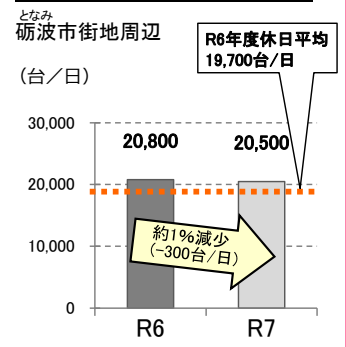 となみ
砺波市街地周辺
（台／日）
R6年度休日平均
19,700台/日
30,000
20,800
20,500
20,000
約1%減少
（-300台/日）
10,000
0
R6
R7